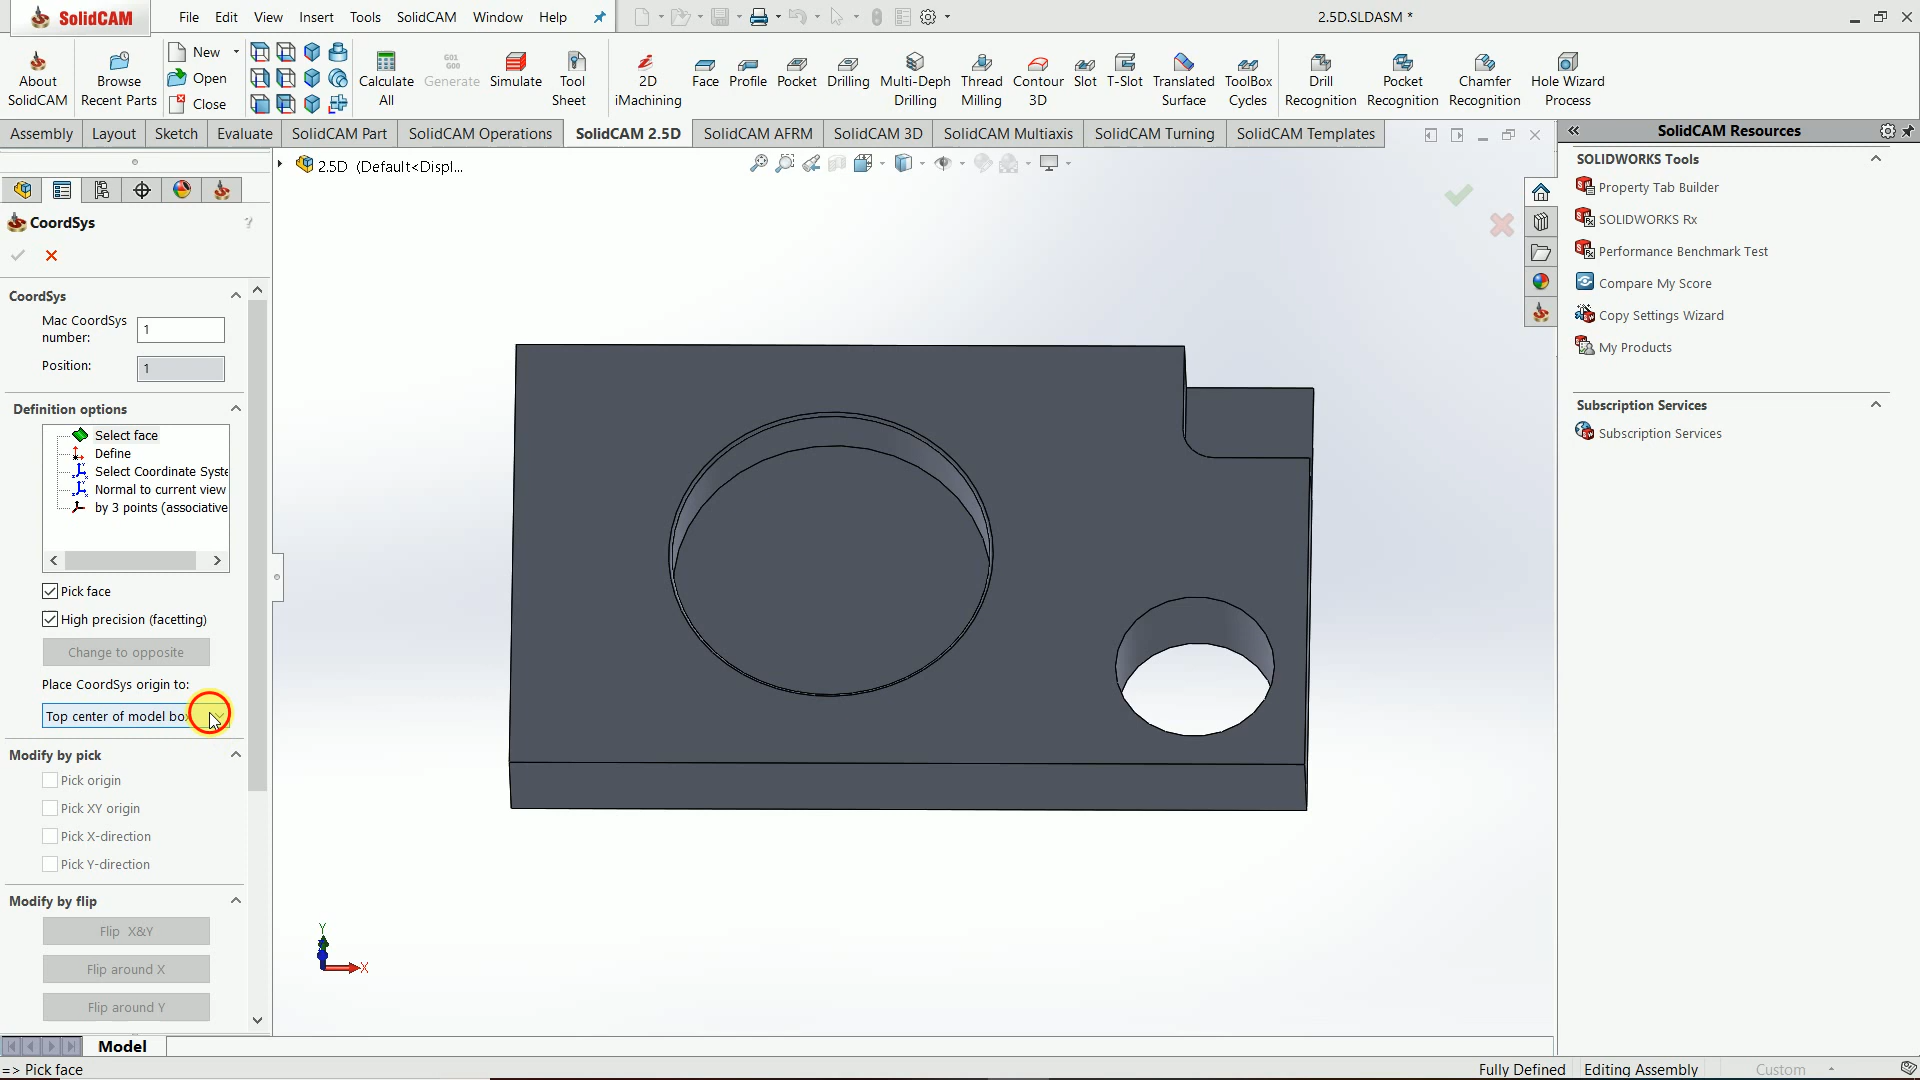 SolidCAM File Edit View Insert Tools SolidCAM Window Help 2.5D.SLDASM *
About SolidCAM
Browse Recent Parts
New
Open
Close
Calculate All
G01 G00 Generate
Simulate
Tool Sheet
2D iMachining
Face
Profile
Pocket
Drilling
Multi-Deph Drilling
Thread Milling
Contour 3D
Slot
T-Slot
Translated Surface
ToolBox Cycles
Drill Recognition
Pocket Recognition
Chamfer Recognition
Hole Wizard Process
Assembly Layout Sketch Evaluate SolidCAM Part SolidCAM Operations SolidCAM 2.5D SolidCAM AFRM SolidCAM 3D SolidCAM Multiaxis SolidCAM Turning SolidCAM Templates
2.5D (Default<Displ...
CoordSys
?
CoordSys
Mac CoordSys number: 1
Position: 1
Definition options
Select face
Define
Select Coordinate Syste
Normal to current view
by 3 points (associative
Pick face
High precision (facetting)
Change to opposite
Place CoordSys origin to:
Top center of model bo
Modify by pick
Pick origin
Pick XY origin
Pick X-direction
Pick Y-direction
Modify by flip
Flip X&Y
Flip around X
Flip around Y
Y
X
Model
=> Pick face
SolidCAM Resources
SOLIDWORKS Tools
Property Tab Builder
SOLIDWORKS Rx
Performance Benchmark Test
Compare My Score
Copy Settings Wizard
My Products
Subscription Services
Subscription Services
Fully Defined Editing Assembly Custom